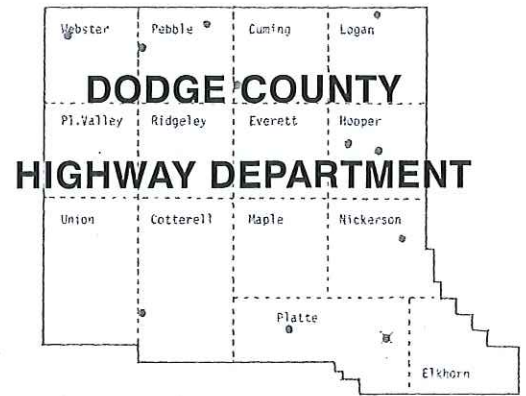 Webster Pebble Cuming Logan
DODGE COUNTY
Pl.Valley Ridgeley Everett Hooper
HIGHWAY DEPARTMENT
Union Cotterell Maple Nickerson
Platte
Elkhorn